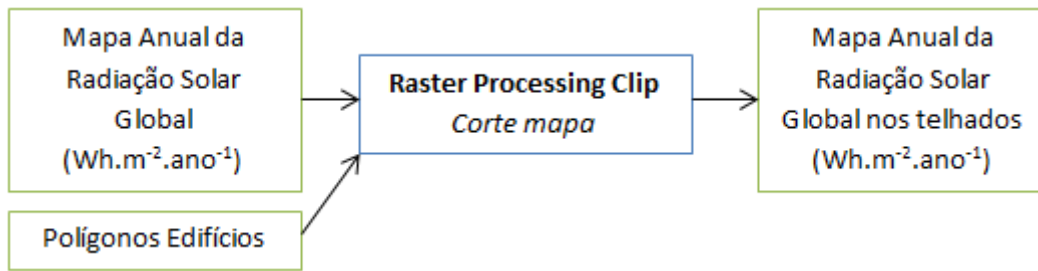 Mapa Anual da
Radiação Solar
Global
(Wh.m⁻².ano⁻¹)
Polígonos Edifícios
Raster Processing Clip
Corte mapa
Mapa Anual da
Radiação Solar
Global nos telhados
(Wh.m⁻².ano⁻¹)